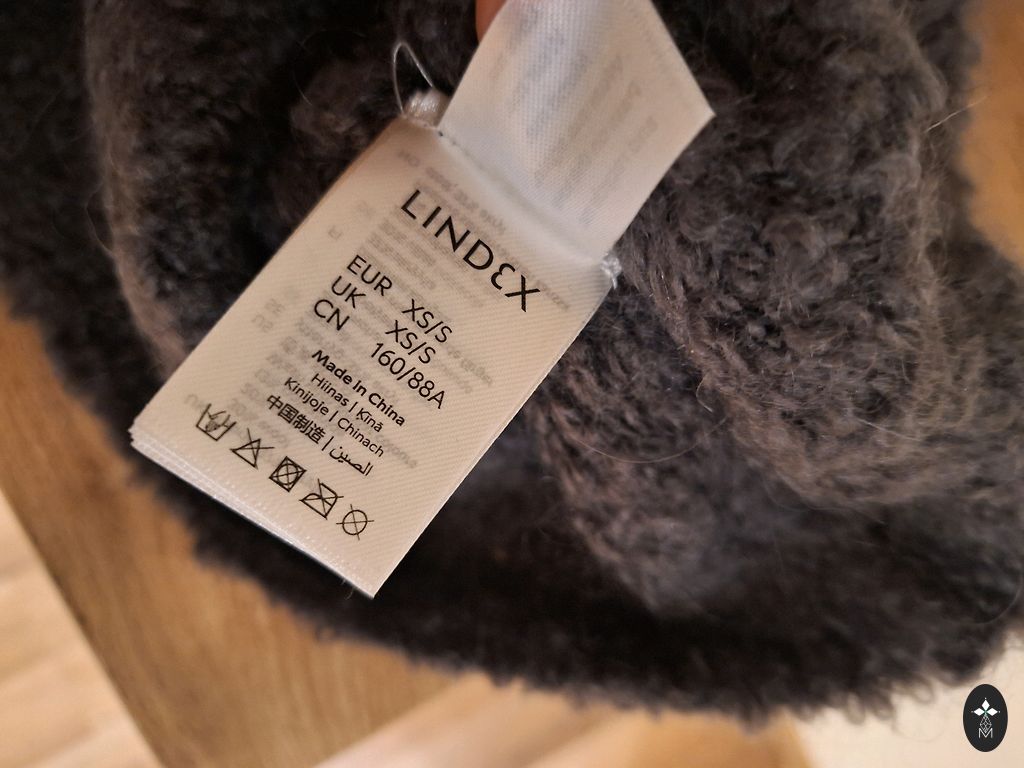 LINDEX
EUR XS/S
UK XS/S
CN 160/88A
Made In China
Hiinas | Ķīnā
Kinijoje | Chinach
中国制造 | الصين
M